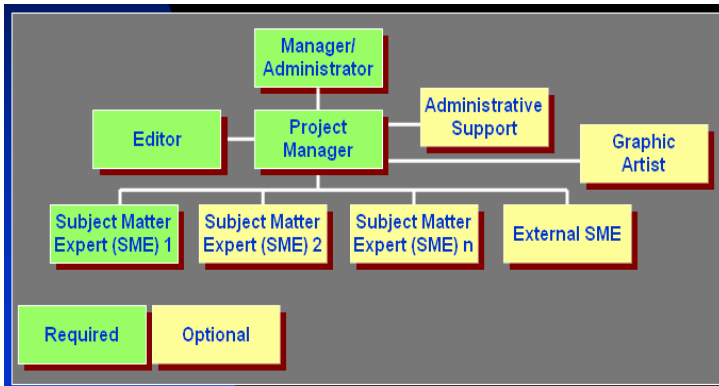 Manager/
Administrator
Editor
Project
Manager
Administrative
Support
Graphic
Artist
Subject Matter
Expert (SME) 1
Subject Matter
Expert (SME) 2
Subject Matter
Expert (SME) n
External SME
Required
Optional